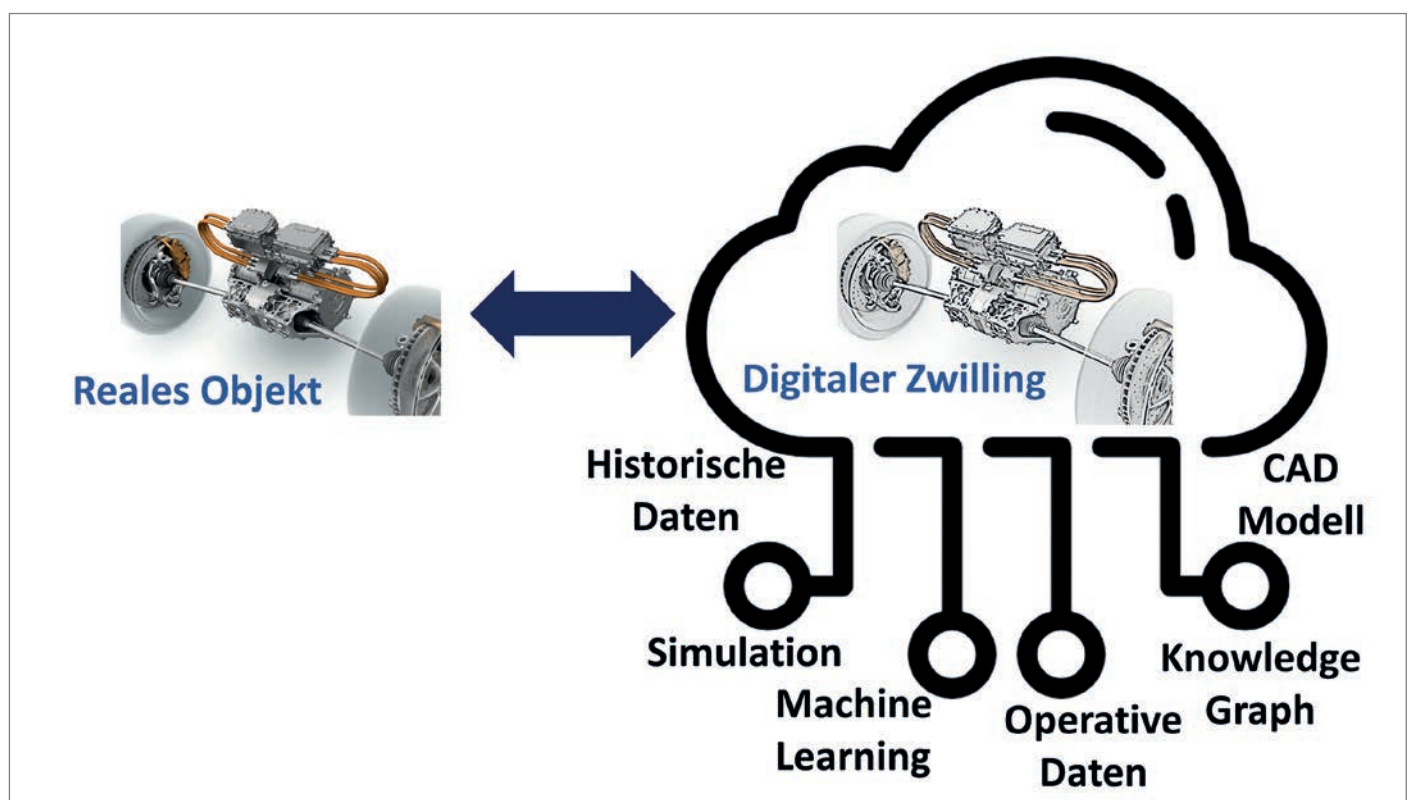 Reales Objekt
Digitaler Zwilling
Historische
Daten
CAD
Modell
Simulation
Machine
Learning
Operative
Daten
Knowledge
Graph